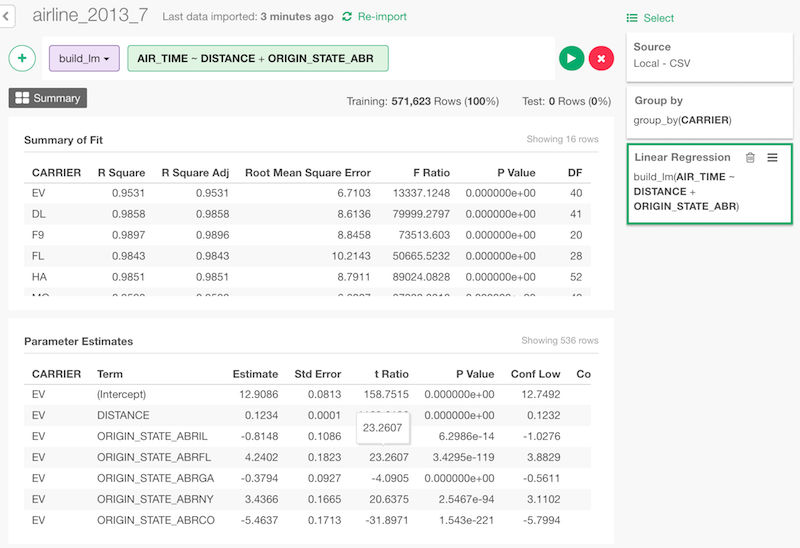 airline_2013_7 Last data imported: 3 minutes ago Re-import
build_lm AIR_TIME ~ DISTANCE + ORIGIN_STATE_ABR
Summary Training: 571,623 Rows (100%) Test: 0 Rows (0%)
Summary of Fit Showing 16 rows
CARRIER R Square R Square Adj Root Mean Square Error F Ratio P Value DF
EV 0.9531 0.9531 6.7103 13337.1248 0.000000e+00 40
DL 0.9858 0.9858 8.6136 79999.2797 0.000000e+00 41
F9 0.9897 0.9896 8.8458 73513.603 0.000000e+00 20
FL 0.9843 0.9843 10.2143 50665.5232 0.000000e+00 28
HA 0.9851 0.9851 8.7911 89024.0828 0.000000e+00 52
Parameter Estimates Showing 536 rows
CARRIER Term Estimate Std Error t Ratio P Value Conf Low Co
EV (Intercept) 12.9086 0.0813 158.7515 0.000000e+00 12.7492
EV DISTANCE 0.1234 0.0001 0.000000e+00 0.1232
23.2607
EV ORIGIN_STATE_ABRIL -0.8148 0.1086 6.2986e-14 -1.0276
EV ORIGIN_STATE_ABRFL 4.2402 0.1823 23.2607 3.4295e-119 3.8829
EV ORIGIN_STATE_ABRGA -0.3794 0.0927 -4.0905 0.000000e+00 -0.5611
EV ORIGIN_STATE_ABRNY 3.4366 0.1665 20.6375 2.5467e-94 3.1102
EV ORIGIN_STATE_ABRCO -5.4637 0.1713 -31.8971 1.543e-221 -5.7994
Select
Source
Local - CSV
Group by
group_by(CARRIER)
Linear Regression
build_lm(AIR_TIME ~
DISTANCE +
ORIGIN_STATE_ABR)